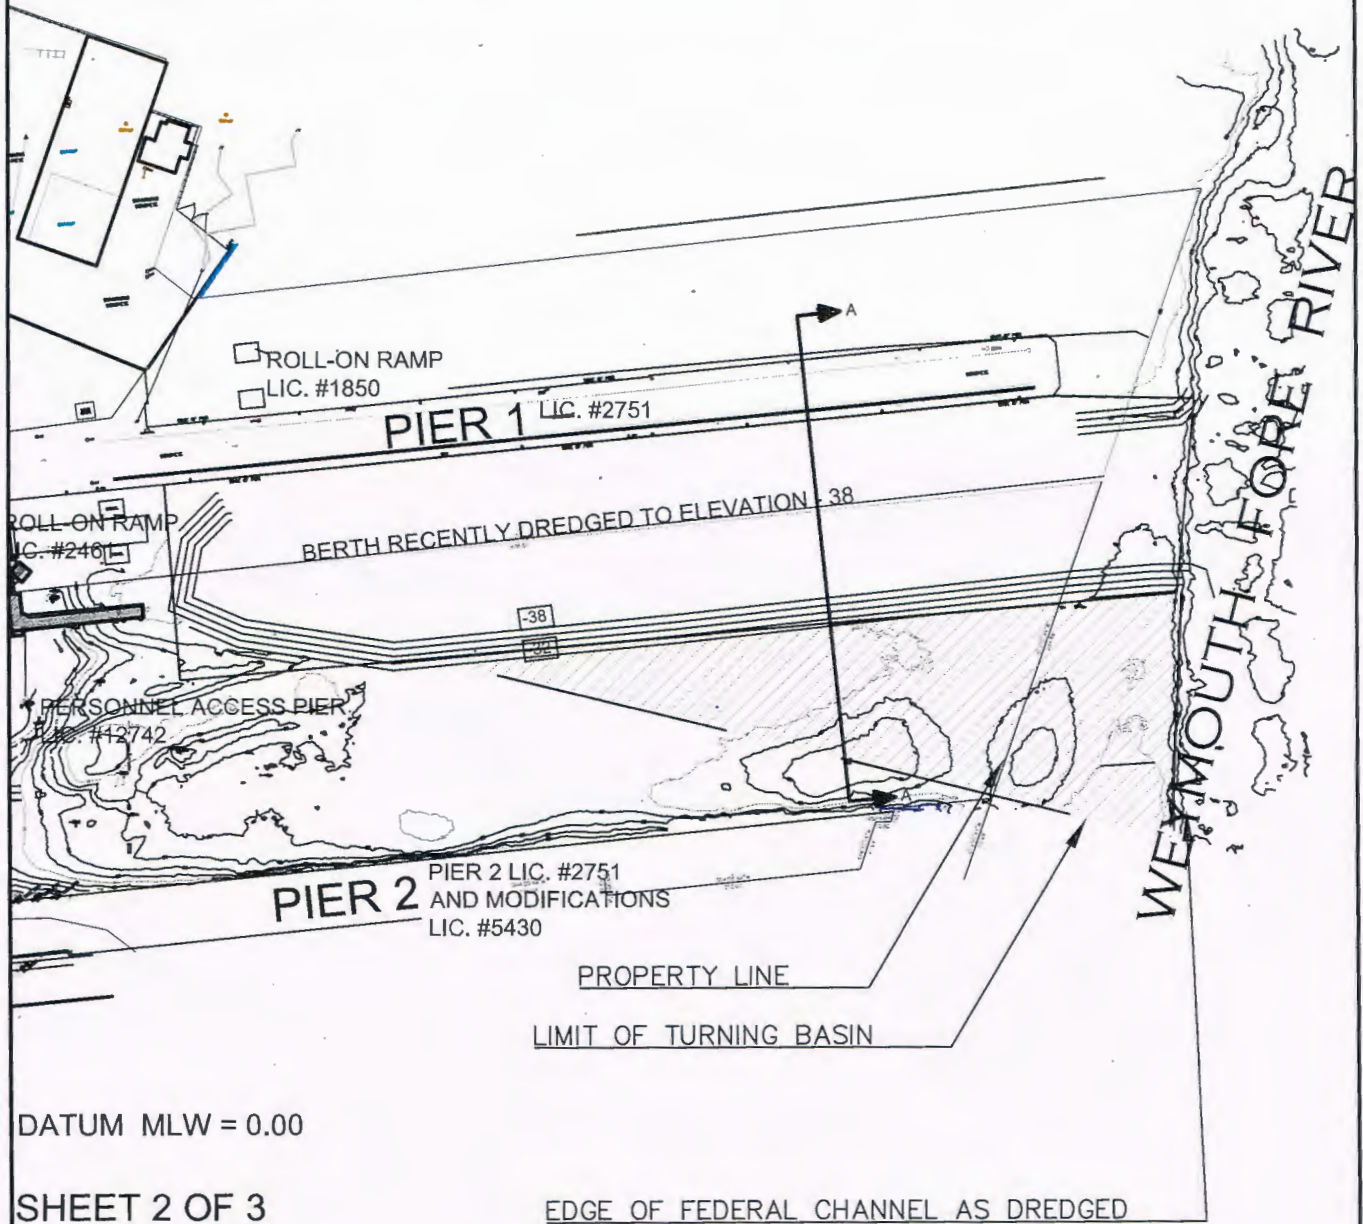 ROLL-ON RAMP
LIC. #1850
PIER 1
LIC. #2751
A
ROLL-ON RAMP
BERTH RECENTLY DREDGED TO ELEVATION - 38
-38
-32
PERSONNEL ACCESS PIER
LIC. #12742
A
PIER 2
PIER 2 LIC. #2751
AND MODIFICATIONS
LIC. #5430
WEYMOUTH FORE RIVER
PROPERTY LINE
LIMIT OF TURNING BASIN
DATUM MLW = 0.00
SHEET 2 OF 3
EDGE OF FEDERAL CHANNEL AS DREDGED